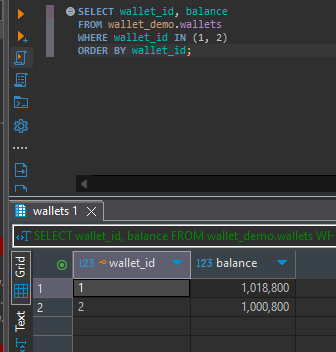 SELECT wallet_id, balance
FROM wallet_demo.wallets
WHERE wallet_id IN (1, 2)
ORDER BY wallet_id;
wallets 1
SELECT wallet_id, balance FROM wallet_demo.wallets WH
Grid
Text
123 wallet_id
123 balance
1 1 1,018,800
2 2 1,000,800